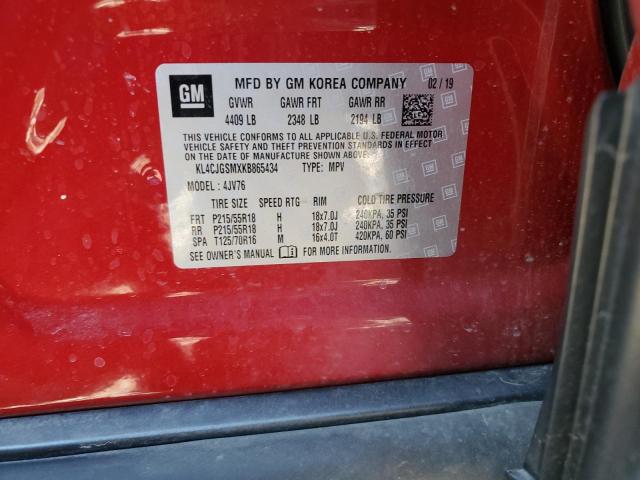 GM
MFD BY GM KOREA COMPANY 02/19
GVWR GAWR FRT GAWR RR
4409 LB 2348 LB 2194 LB
THIS VEHICLE CONFORMS TO ALL APPLICABLE U.S. FEDERAL MOTOR
VEHICLE SAFETY AND THEFT PREVENTION STANDARDS IN EFFECT
ON THE DATE OF MANUFACTURE SHOWN ABOVE.
KL4CJGSMXKB865434 TYPE: MPV
MODEL: 4JV76
TIRE SIZE SPEED RTG RIM COLD TIRE PRESSURE
FRT P215/55R18 H 18x7.0J 240KPA, 35 PSI
RR P215/55R18 H 18x7.0J 240KPA, 35 PSI
SPA T125/70R16 M 16x4.0T 420KPA, 60 PSI
SEE OWNER'S MANUAL FOR MORE INFORMATION.